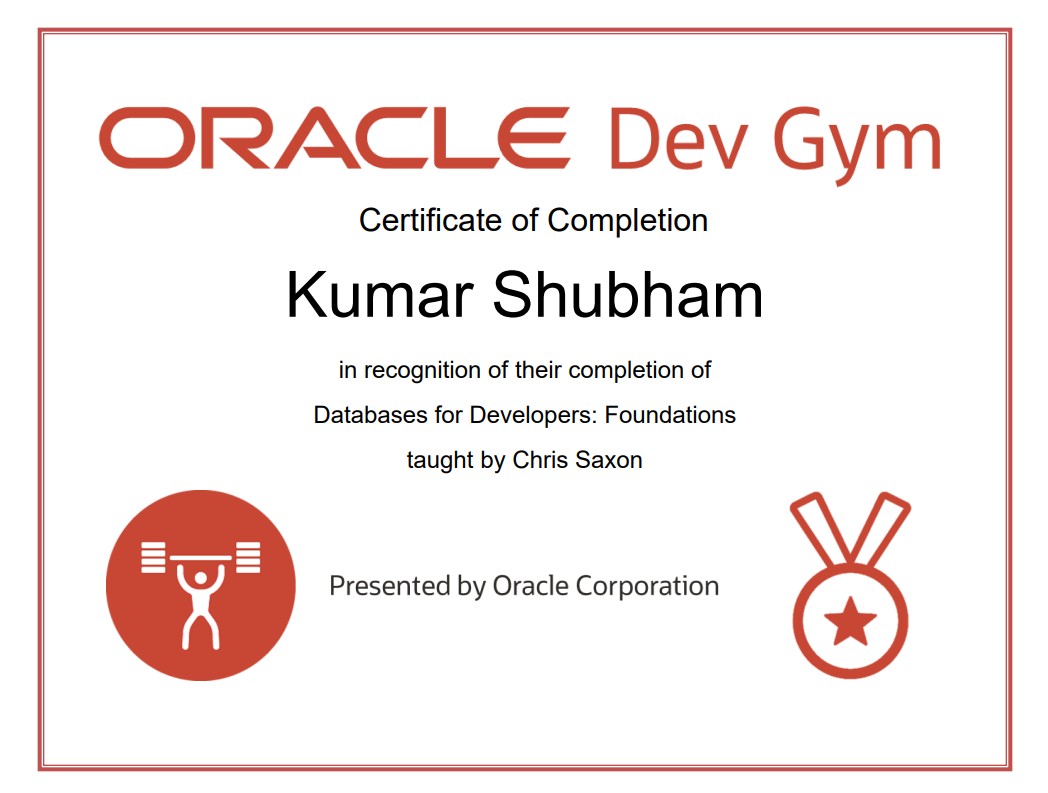 ORACLE Dev Gym
Certificate of Completion
Kumar Shubham
in recognition of their completion of
Databases for Developers: Foundations
taught by Chris Saxon
Presented by Oracle Corporation